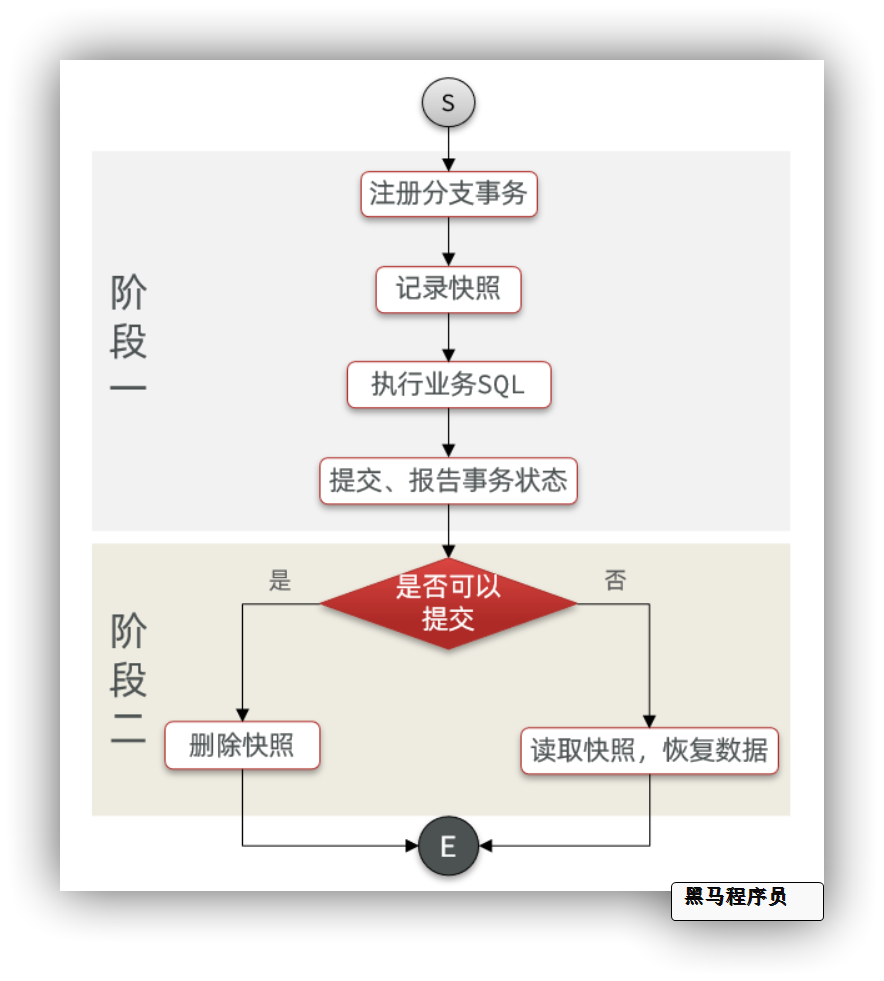 S
阶段一
注册分支事务
记录快照
执行业务SQL
提交、报告事务状态
阶段二
是否可以
提交
是
否
删除快照
读取快照，恢复数据
E
黑马程序员